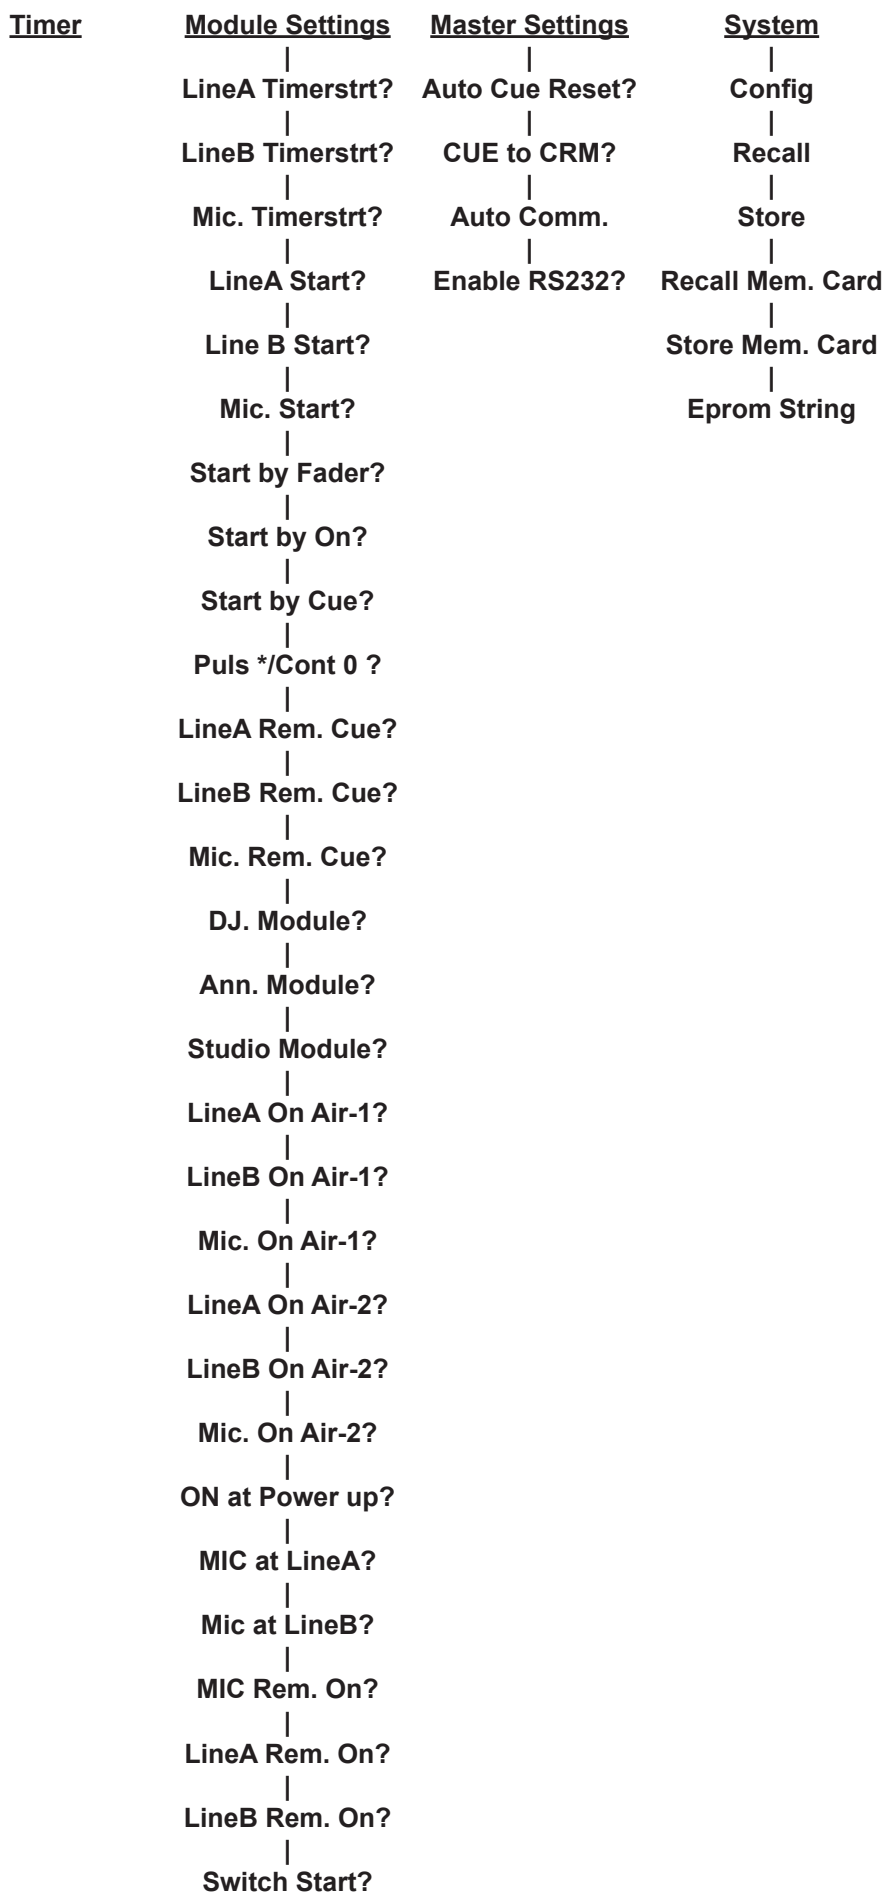 Timer Module Settings Master Settings System
LineA Timerstrt? Auto Cue Reset? Config
LineB Timerstrt? CUE to CRM? Recall
Mic. Timerstrt? Auto Comm. Store
LineA Start? Enable RS232? Recall Mem. Card
Line B Start? Store Mem. Card
Mic. Start? Eprom String
Start by Fader?
Start by On?
Start by Cue?
Puls */Cont 0 ?
LineA Rem. Cue?
LineB Rem. Cue?
Mic. Rem. Cue?
DJ. Module?
Ann. Module?
Studio Module?
LineA On Air-1?
LineB On Air-1?
Mic. On Air-1?
LineA On Air-2?
LineB On Air-2?
Mic. On Air-2?
ON at Power up?
MIC at LineA?
Mic at LineB?
MIC Rem. On?
LineA Rem. On?
LineB Rem. On?
Switch Start?